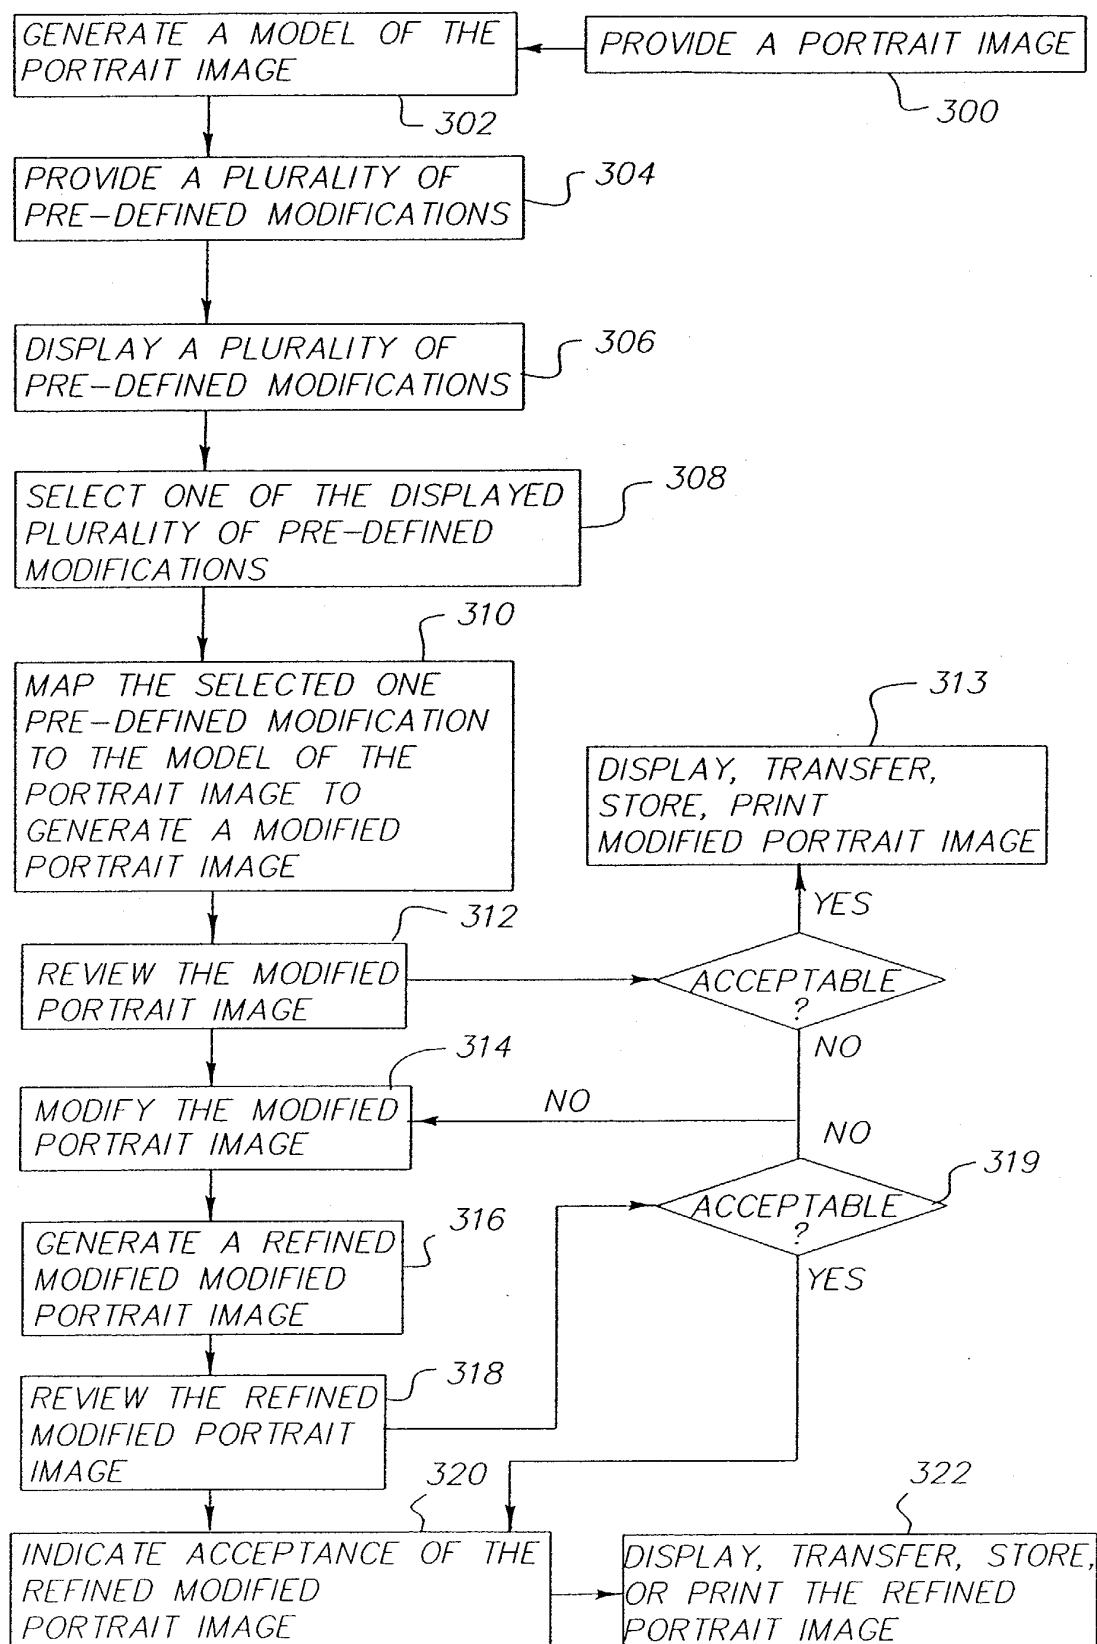 GENERATE A MODEL OF THE
PORTRAIT IMAGE
302
PROVIDE A PORTRAIT IMAGE
300
PROVIDE A PLURALITY OF
PRE-DEFINED MODIFICATIONS
304
DISPLAY A PLURALITY OF
PRE-DEFINED MODIFICATIONS
306
SELECT ONE OF THE DISPLAYED
PLURALITY OF PRE-DEFINED
MODIFICATIONS
308
310
MAP THE SELECTED ONE
PRE-DEFINED MODIFICATION
TO THE MODEL OF THE
PORTRAIT IMAGE TO
GENERATE A MODIFIED
PORTRAIT IMAGE
313
DISPLAY, TRANSFER,
STORE, PRINT
MODIFIED PORTRAIT IMAGE
YES
312
REVIEW THE MODIFIED
PORTRAIT IMAGE
ACCEPTABLE
?
NO
314
MODIFY THE MODIFIED
PORTRAIT IMAGE
NO
NO
319
ACCEPTABLE
?
YES
GENERATE A REFINED
MODIFIED MODIFIED
PORTRAIT IMAGE
316
REVIEW THE REFINED
MODIFIED PORTRAIT
IMAGE
318
320
INDICATE ACCEPTANCE OF THE
REFINED MODIFIED
PORTRAIT IMAGE
322
DISPLAY, TRANSFER, STORE,
OR PRINT THE REFINED
PORTRAIT IMAGE